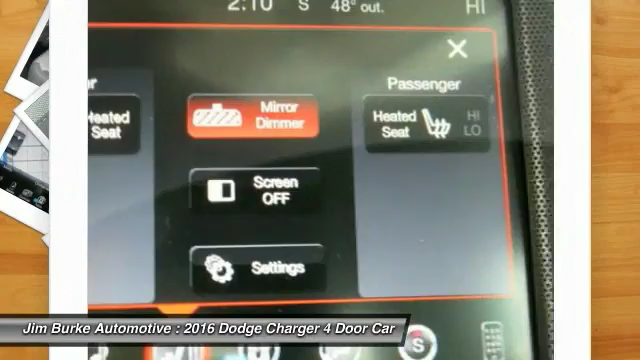 2:10 S 48° out. HI
Passenger
Mirror
Dimmer
Heated
Seat
Heated
Seat
HI
LO
Screen
OFF
Settings
Jim Burke Automotive : 2016 Dodge Charger 4 Door Car
S